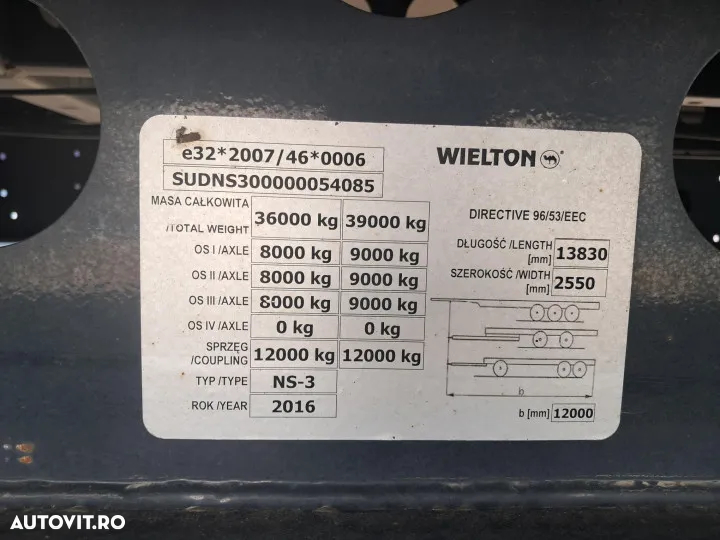 e32*2007/46*0006
WIELTON
SUDNS300000054085
MASA CAŁKOWITA /TOTAL WEIGHT 36000 kg 39000 kg
DIRECTIVE 96/53/EEC
OS I /AXLE 8000 kg 9000 kg
DŁUGOŚĆ /LENGTH [mm] 13830
OS II /AXLE 8000 kg 9000 kg
SZEROKOŚĆ /WIDTH [mm] 2550
OS III /AXLE 8000 kg 9000 kg
OS IV /AXLE 0 kg 0 kg
SPRZĘG /COUPLING 12000 kg 12000 kg
TYP /TYPE NS-3
b
ROK /YEAR 2016
b [mm] 12000
AUTOVIT.RO